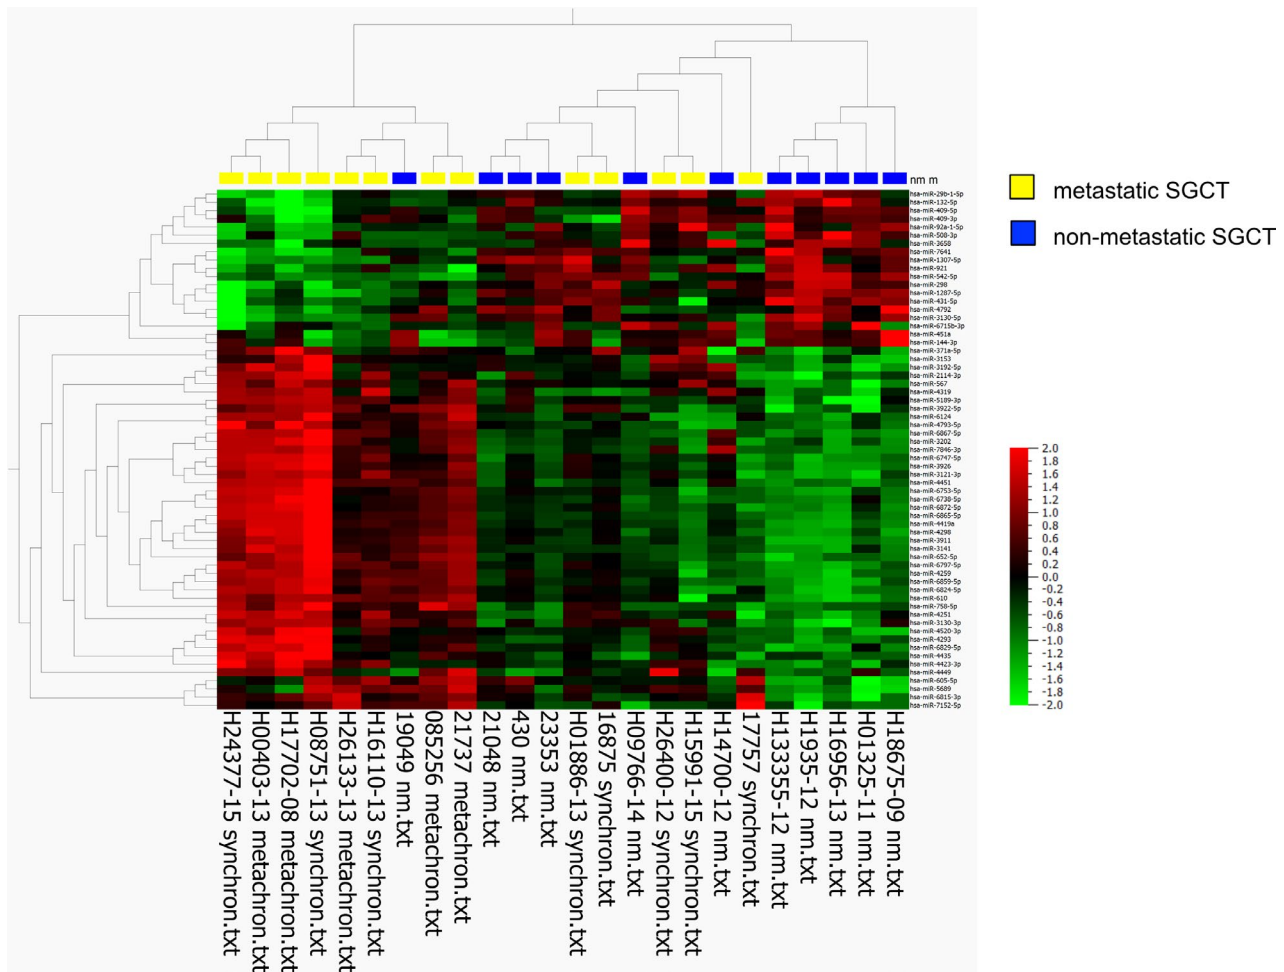 nm m
metastatic SGCT
non-metastatic SGCT
hsa-miR-29b-1-5p
hsa-miR-132-5p
hsa-miR-409-5p
hsa-miR-409-3p
hsa-miR-92a-1-5p
hsa-miR-508-3p
hsa-miR-3658
hsa-miR-7641
hsa-miR-1307-5p
hsa-miR-921
hsa-miR-542-5p
hsa-miR-298
hsa-miR-1287-5p
hsa-miR-431-5p
hsa-miR-4792
hsa-miR-3130-5p
hsa-miR-6715b-3p
hsa-miR-451a
hsa-miR-144-3p
hsa-miR-371a-5p
hsa-miR-3153
hsa-miR-3192-5p
hsa-miR-2114-3p
hsa-miR-567
hsa-miR-4319
hsa-miR-5189-3p
hsa-miR-3922-5p
hsa-miR-6124
hsa-miR-4793-5p
hsa-miR-6867-5p
hsa-miR-3202
hsa-miR-7846-3p
hsa-miR-6747-5p
hsa-miR-3926
hsa-miR-3121-3p
hsa-miR-4451
hsa-miR-6753-5p
hsa-miR-6738-5p
hsa-miR-6872-5p
hsa-miR-6865-5p
hsa-miR-4419a
hsa-miR-4298
hsa-miR-3911
hsa-miR-3141
hsa-miR-652-5p
hsa-miR-6797-5p
hsa-miR-4259
hsa-miR-6859-5p
hsa-miR-6824-5p
hsa-miR-610
hsa-miR-758-5p
hsa-miR-4251
hsa-miR-3130-3p
hsa-miR-4520-3p
hsa-miR-4293
hsa-miR-6829-5p
hsa-miR-4435
hsa-miR-4423-3p
hsa-miR-4449
hsa-miR-605-5p
hsa-miR-5689
hsa-miR-6815-3p
hsa-miR-7152-5p
2.0
1.8
1.6
1.4
1.2
1.0
0.8
0.6
0.4
0.2
0.0
-0.2
-0.4
-0.6
-0.8
-1.0
-1.2
-1.4
-1.6
-1.8
-2.0
H24377-15 synchron.txt
H00403-13 metachron.txt
H17702-08 metachron.txt
H08751-13 synchron.txt
H26133-13 metachron.txt
H16110-13 synchron.txt
19049 nm.txt
085256 metachron.txt
21737 metachron.txt
21048 nm.txt
430 nm.txt
23353 nm.txt
H01886-13 synchron.txt
16875 synchron.txt
H09766-14 nm.txt
H26400-12 synchron.txt
H15991-15 synchron.txt
H14700-12 nm.txt
17757 synchron.txt
H133355-12 nm.txt
H1935-12 nm.txt
H16956-13 nm.txt
H01325-11 nm.txt
H18675-09 nm.txt